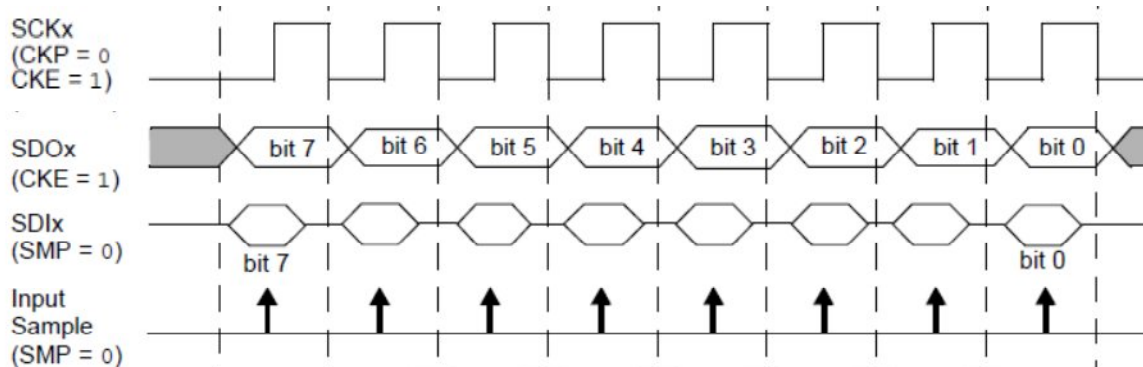 SCKx
(CKP = 0
CKE = 1)
SDOx
(CKE = 1)
bit 7 bit 6 bit 5 bit 4 bit 3 bit 2 bit 1 bit 0
SDIx
(SMP = 0)
bit 7 bit 0
Input
Sample
(SMP = 0)